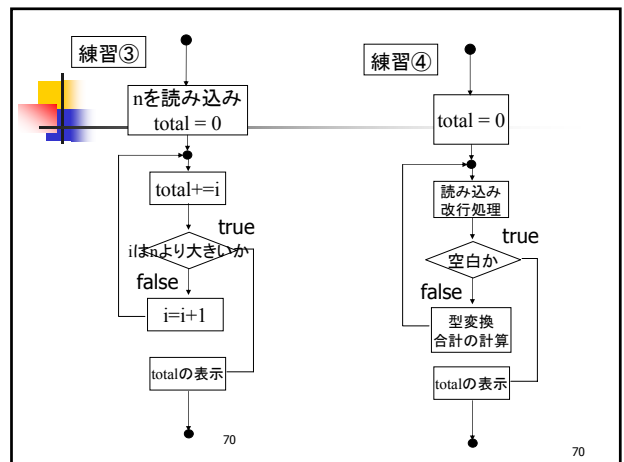 練習③
nを読み込み
total = 0
total+=i
true
iはnより大きいか
false
i=i+1
totalの表示
70
練習④
total = 0
読み込み
改行処理
true
空白か
false
型変換
合計の計算
totalの表示
70